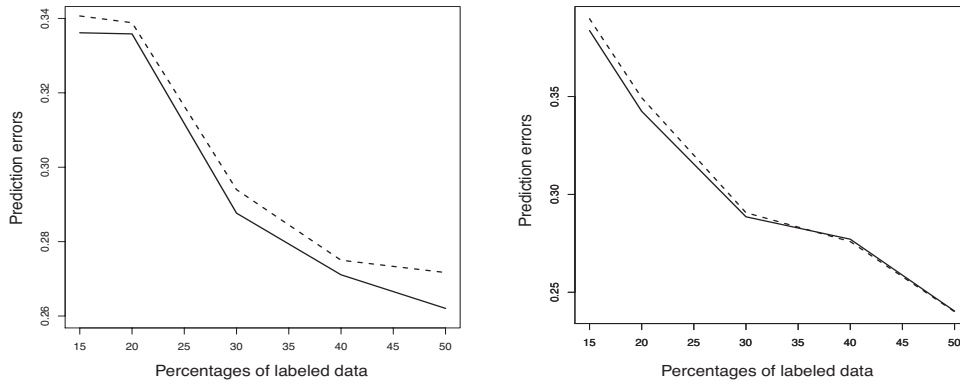 0.34
0.32
0.30
0.28
0.26
Prediction errors
15 20 25 30 35 40 45 50
Percentages of labeled data
0.35
0.30
0.25
Prediction errors
15 20 25 30 35 40 45 50
Percentages of labeled data